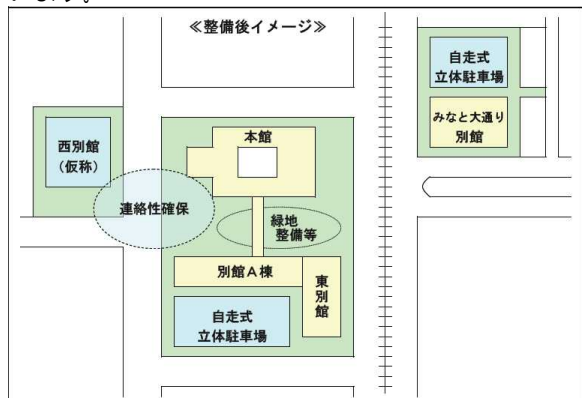 ≪整備後イメージ≫
自走式
立体駐車場
みなと大通り
別館
本館
西別館
(仮称)
連絡性確保
緑地
整備等
別館A棟
東別館
自走式
立体駐車場